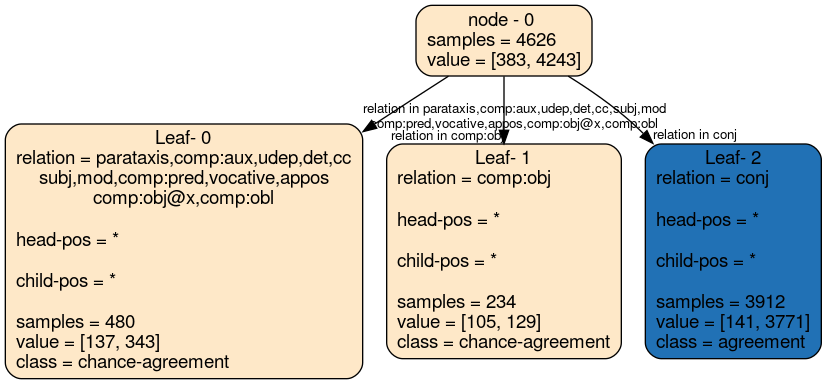 node - 0
samples = 4626
value = [383, 4243]
relation in parataxis,comp:aux,udep,det,cc,subj,mod
comp:pred,vocative,appos,comp:obj@x,comp:obl
relation in comp:obj
relation in conj
Leaf- 0
relation = parataxis,comp:aux,udep,det,cc
subj,mod,comp:pred,vocative,appos
comp:obj@x,comp:obl
head-pos = *
child-pos = *
samples = 480
value = [137, 343]
class = chance-agreement
Leaf- 1
relation = comp:obj
head-pos = *
child-pos = *
samples = 234
value = [105, 129]
class = chance-agreement
Leaf- 2
relation = conj
head-pos = *
child-pos = *
samples = 3912
value = [141, 3771]
class = agreement